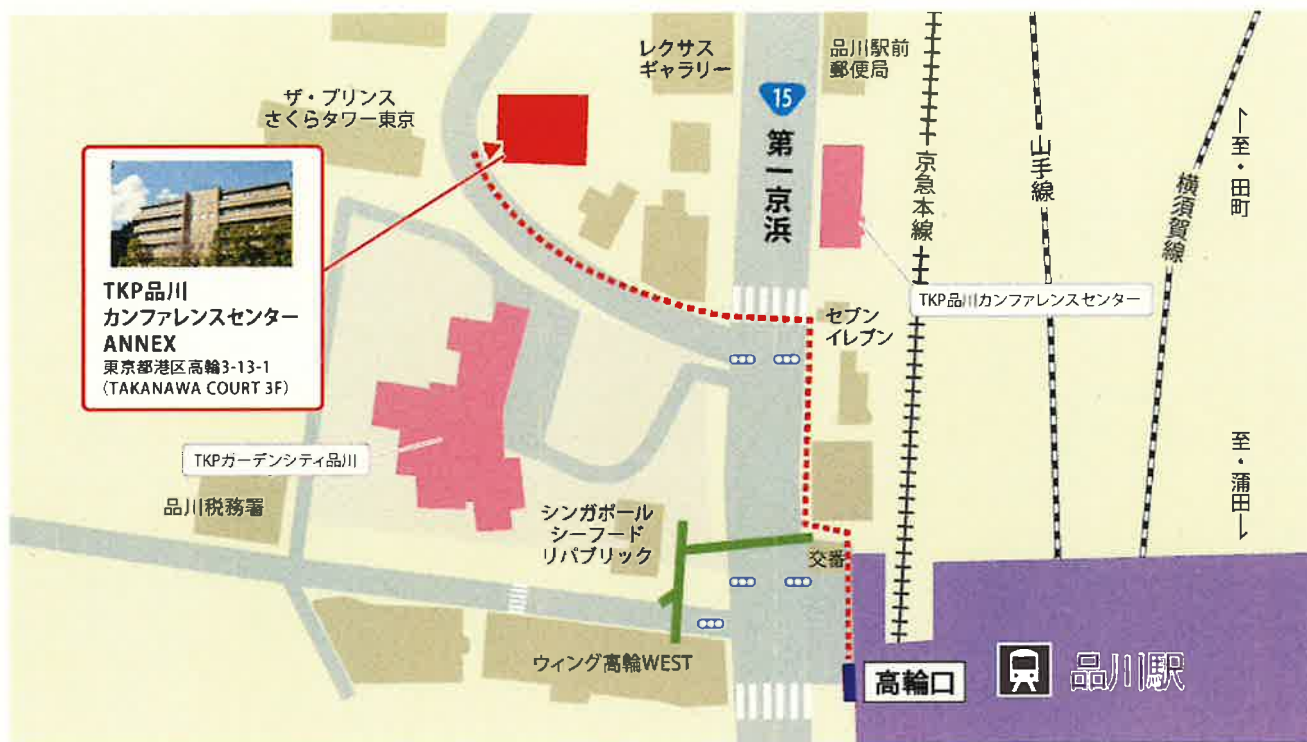 レクサス
ギャラリー
品川駅前
郵便局
ザ・プリンス
さくらタワー東京
15
第一京浜
京急本線
山手線
横須賀線
至・田町
TKP品川
カンファレンスセンター
ANNEX
東京都港区高輪3-13-1
(TAKANAWA COURT 3F)
TKP品川カンファレンスセンター
セブン
イレブン
TKPガーデンシティ品川
品川税務署
シンガポール
シーフード
リパブリック
交番
至・蒲田
ウィング高輪WEST
高輪口
品川駅